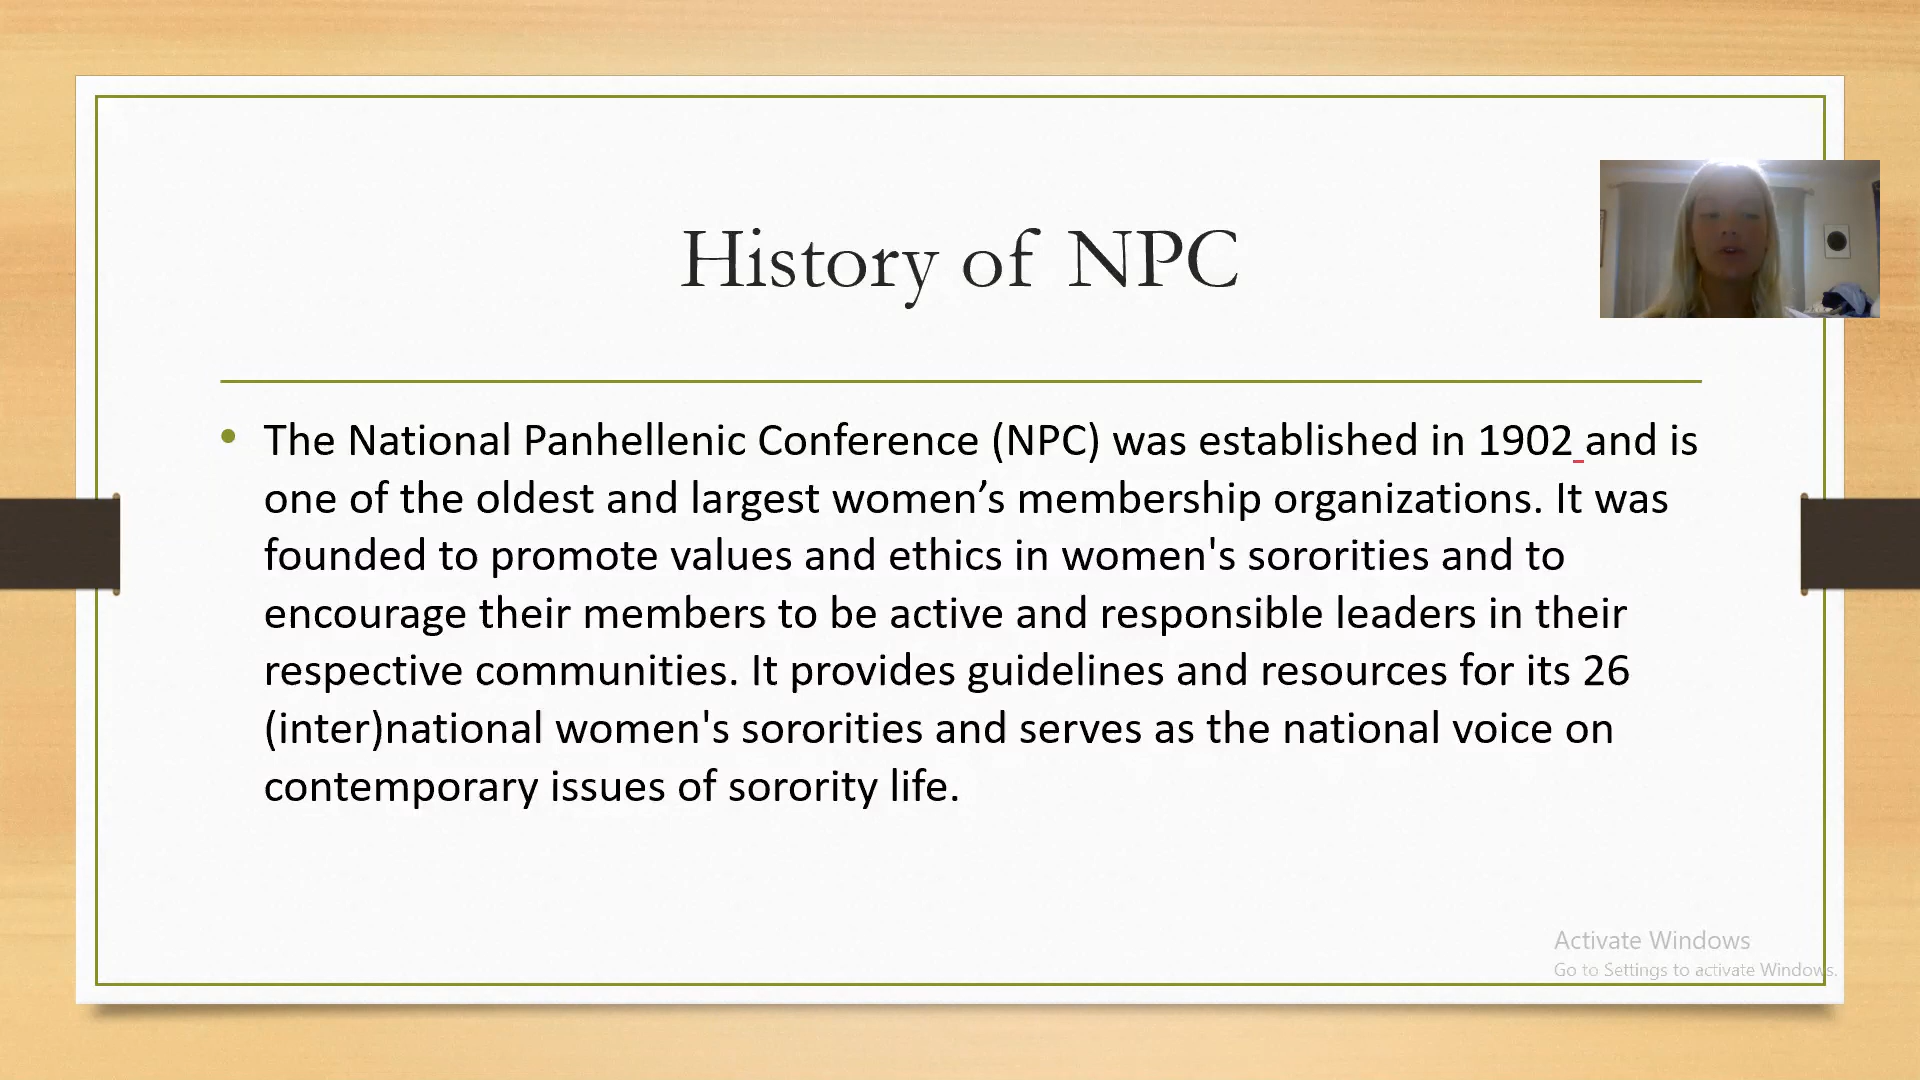 History of NPC
• The National Panhellenic Conference (NPC) was established in 1902 and is
one of the oldest and largest women’s membership organizations. It was
founded to promote values and ethics in women's sororities and to
encourage their members to be active and responsible leaders in their
respective communities. It provides guidelines and resources for its 26
(inter)national women's sororities and serves as the national voice on
contemporary issues of sorority life.
Activate Windows
Go to Settings to activate Windows.